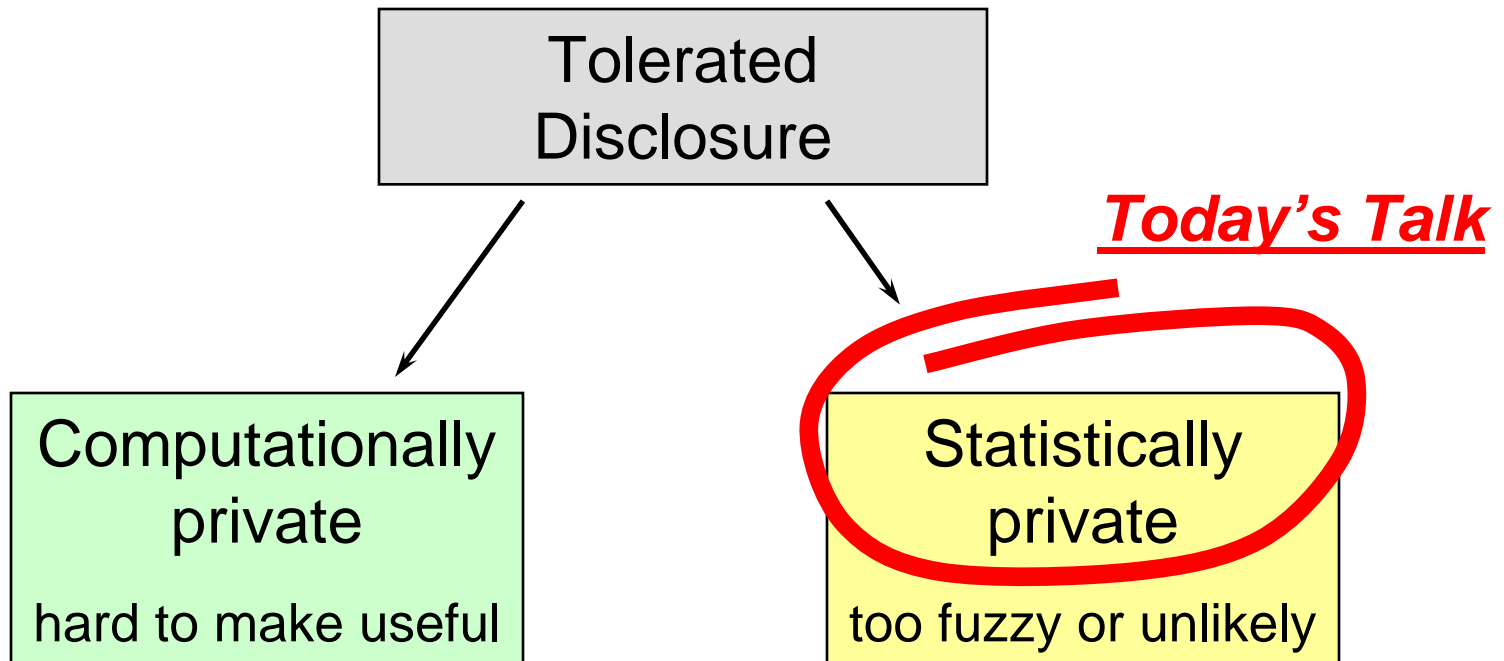 Tolerated
Disclosure
Today's Talk
Computationally
private
hard to make useful
Statistically
private
too fuzzy or unlikely